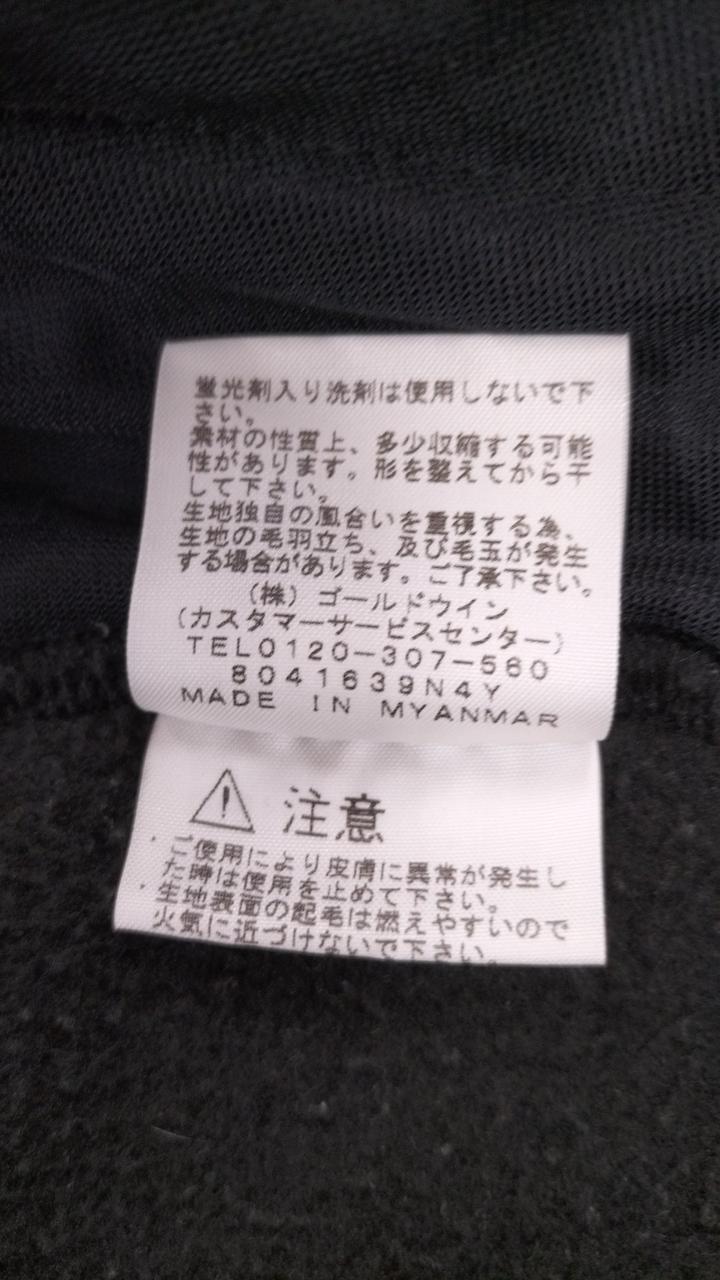 蛍光剤入り洗剤は使用しないで下
さい。
素材の性質上、多少収縮する可能
性があります。形を整えてから干
して下さい。
生地独自の風合いを重視する為、
生地の毛羽立ち、及び毛玉が発生
する場合があります。ご了承下さい。
(株)ゴールドウイン
(カスタマーサービスセンター)
TEL0120-307-560
8041639N4Y
MADE IN MYANMAR
注意
・ご使用により皮膚に異常が発生し
た時は使用を止めて下さい。
・生地表面の起毛は燃えやすいので
火気に近づけないで下さい。